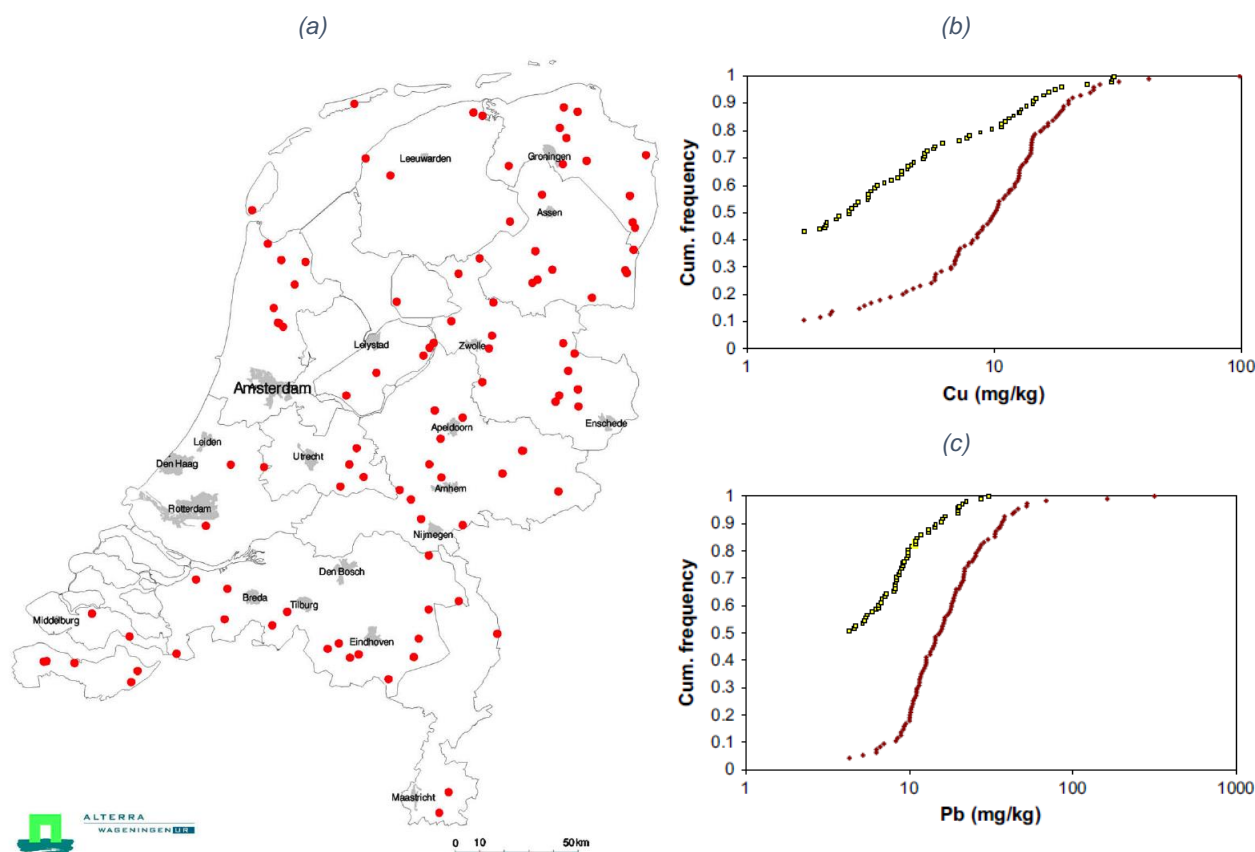 (a)
Leeuwarden
Groningen
Assen
Lelystad
Zwolle
Amsterdam
Apeldoorn
Enschede
Leiden
Den Haag
Utrecht
Arnhem
Rotterdam
Nijmegen
Den Bosch
Breda
Tilburg
Middelburg
Eindhoven
Maastricht
ALTERRA
WAGENINGEN UR
0 10 50 km
(b)
Cum. frequency
1
0.9
0.8
0.7
0.6
0.5
0.4
0.3
0.2
0.1
0
1 10 100
Cu (mg/kg)
(c)
Cum. frequency
1
0.9
0.8
0.7
0.6
0.5
0.4
0.3
0.2
0.1
0
1 10 100 1000
Pb (mg/kg)